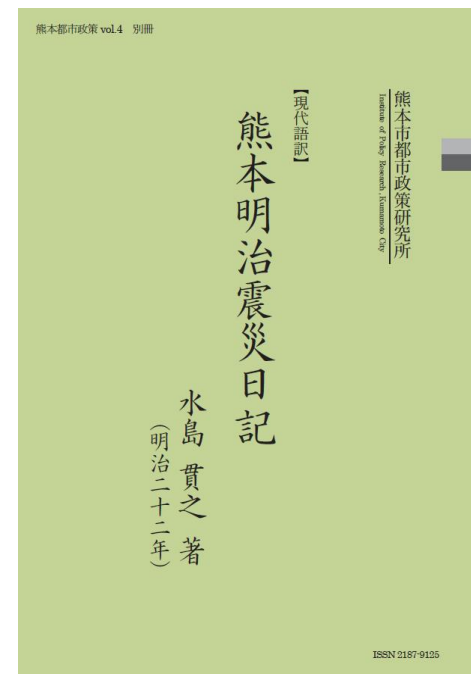 熊本都市政策 vol.4 別冊
熊本市都市政策研究所
Institute of Policy Research, Kumamoto City
【現代語訳】
熊本明治震災日記
水島 貫之 著
（明治二十二年）
ISSN 2187-9125